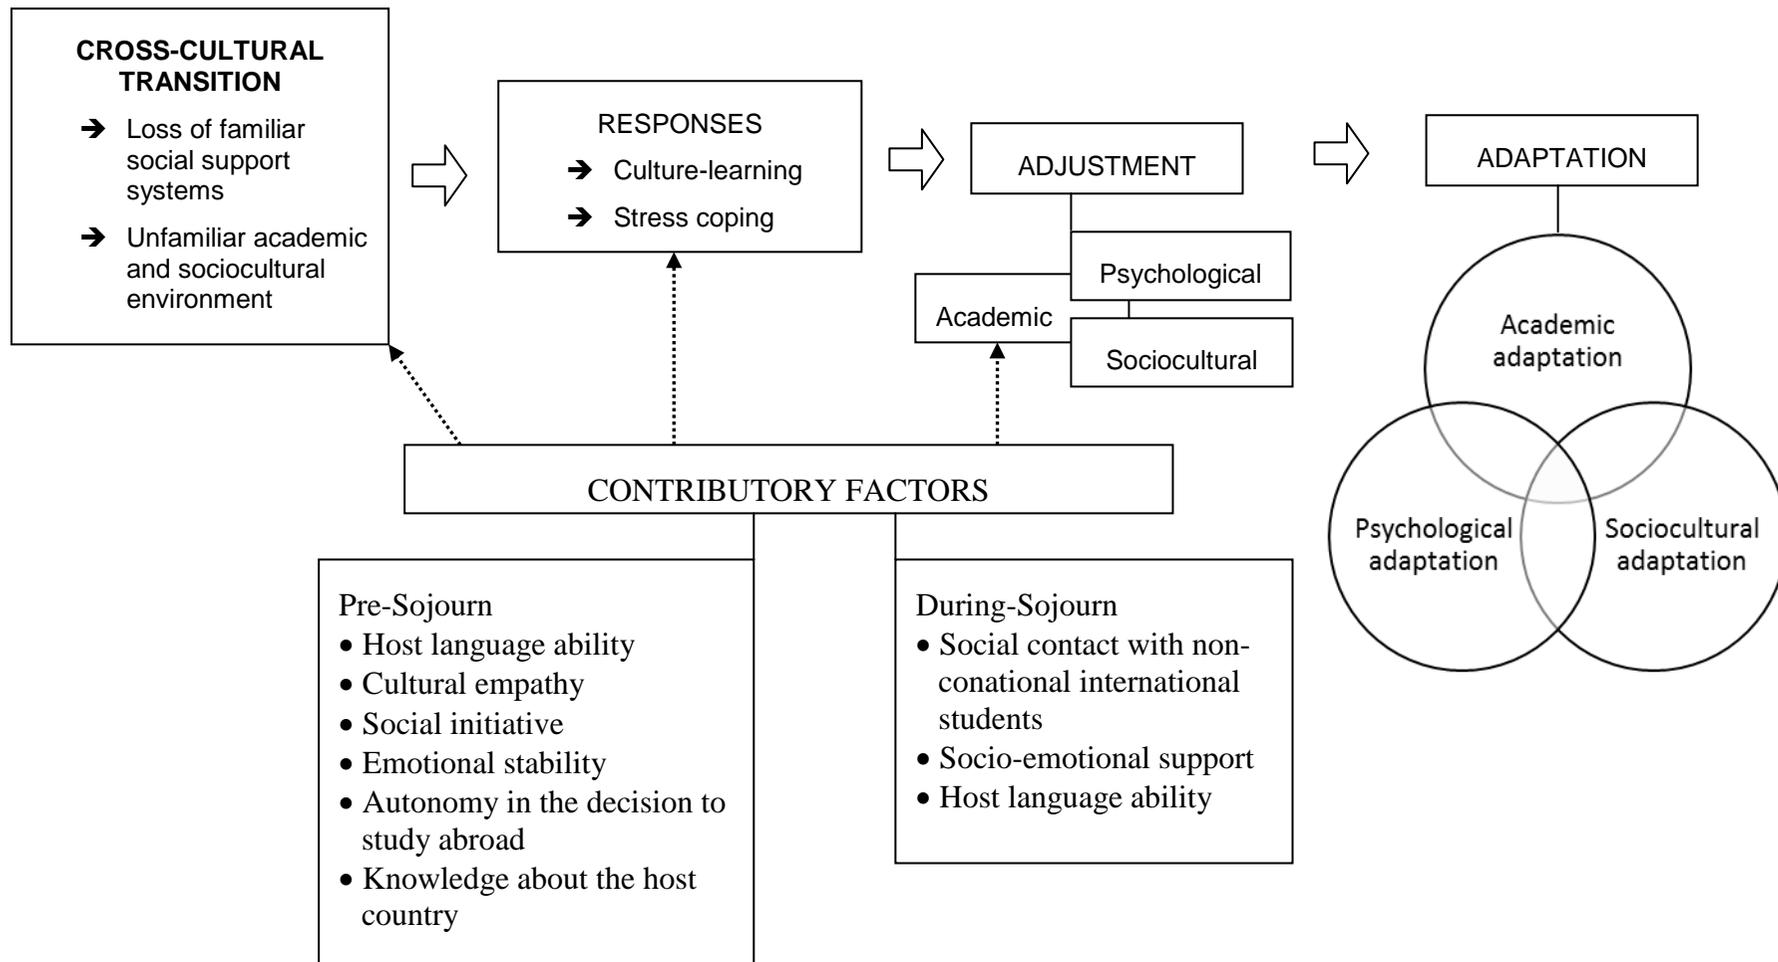 CROSS-CULTURAL
TRANSITION
➔ Loss of familiar
social support
systems
➔ Unfamiliar academic
and sociocultural
environment
RESPONSES
➔ Culture-learning
➔ Stress coping
ADJUSTMENT
Psychological
Academic
Sociocultural
ADAPTATION
Academic
adaptation
Psychological
adaptation
Sociocultural
adaptation
CONTRIBUTORY FACTORS
Pre-Sojourn
• Host language ability
• Cultural empathy
• Social initiative
• Emotional stability
• Autonomy in the decision to
study abroad
• Knowledge about the host
country
During-Sojourn
• Social contact with non-
conational international
students
• Socio-emotional support
• Host language ability